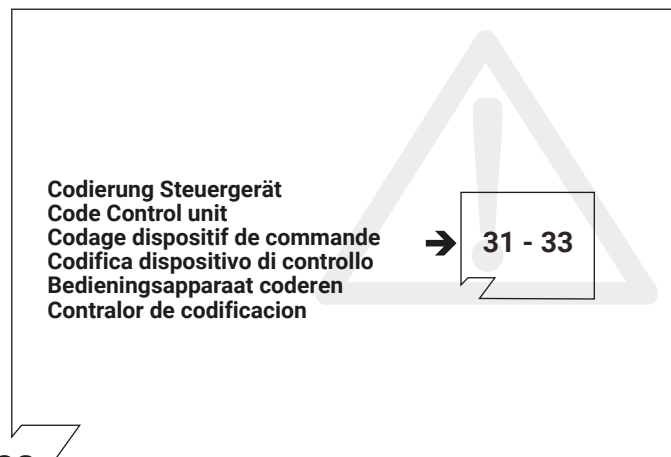 Codierung Steuergerät
Code Control unit
Codage dispositif de commande
Codifica dispositivo di controllo
Bedieningsapparaat coderen
Contralor de codificacion
➔ 31 - 33